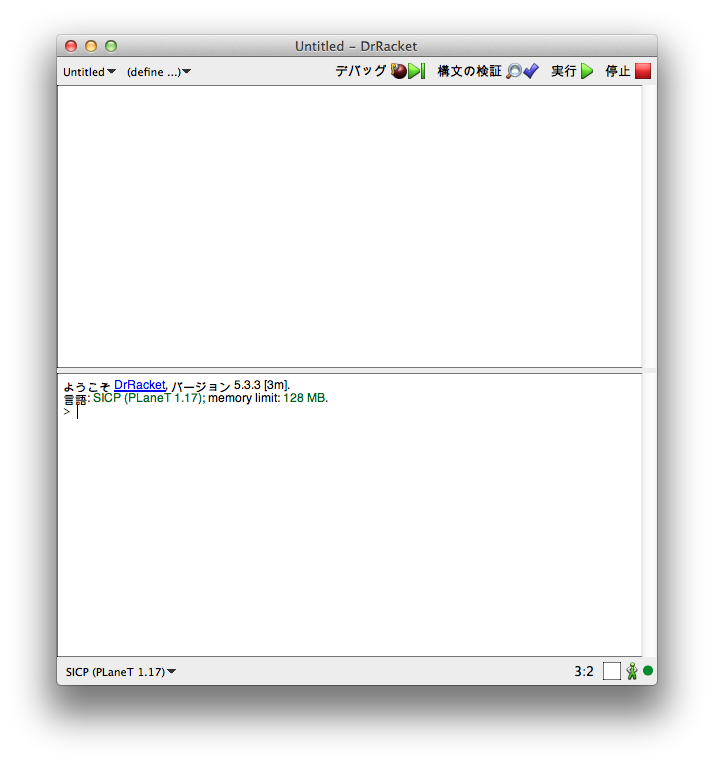 Untitled - DrRacket
Untitled (define ...) デバッグ 構文の検証 実行 停止
ようこそ DrRacket, バージョン 5.3.3 [3m].
言語: SICP (PLaneT 1.17); memory limit: 128 MB.
>
SICP (PLaneT 1.17) 3:2